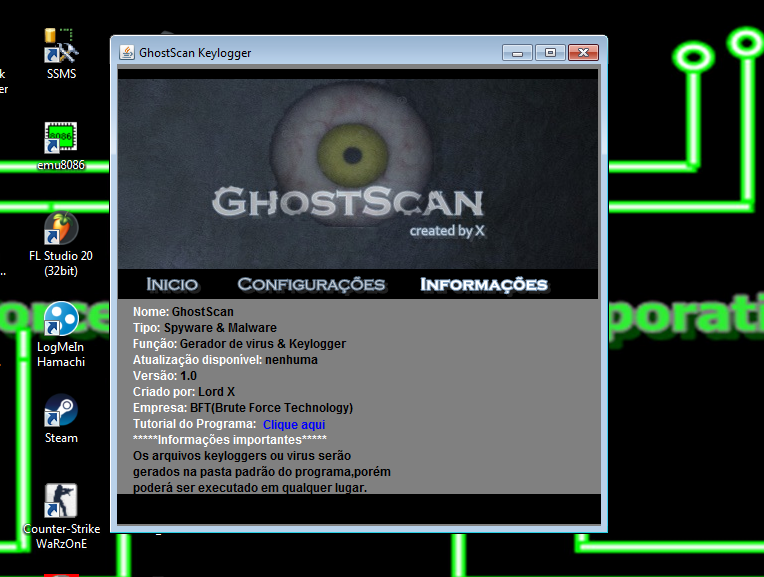 GhostScan Keylogger
GhostScan
created by X
Inicio Configurações Informações
Nome: GhostScan
Tipo: Spyware & Malware
Função: Gerador de virus & Keylogger
Atualização disponível: nenhuma
Versão: 1.0
Criado por: Lord X
Empresa: BFT(Brute Force Technology)
Tutorial do Programa: Clique aqui
*****Informações importantes*****
Os arquivos keyloggers ou virus serão
gerados na pasta padrão do programa,porém
poderá ser executado em qualquer lugar.
SSMS
8086
emu8086
FL Studio 20
(32bit)
LogMeIn
Hamachi
Steam
Counter-Strike
WaRzOnE